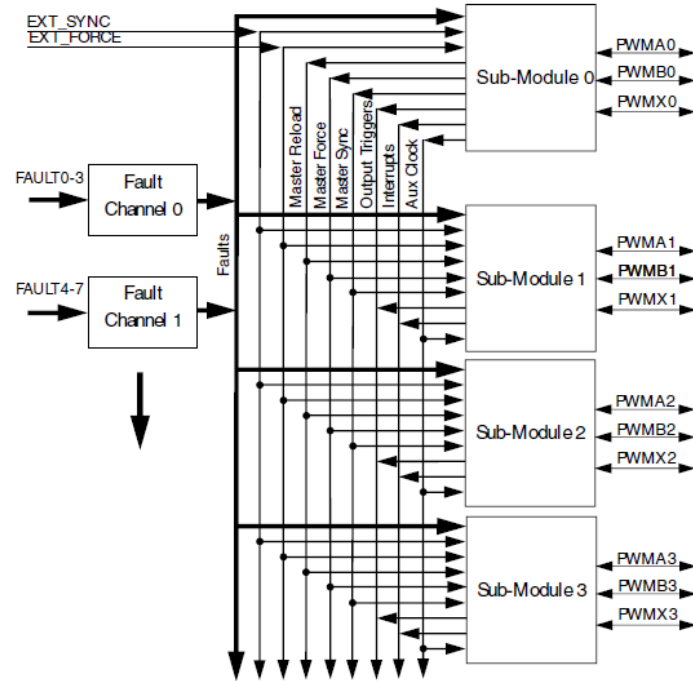 EXT_SYNC
EXT_FORCE
Sub-Module 0
PWMA0
PWMB0
PWMX0
Master Reload
Master Force
Master Sync
Output Triggers
Interrupts
Aux Clock
FAULT0-3
Fault
Channel 0
Faults
Sub-Module 1
PWMA1
PWMB1
PWMX1
FAULT4-7
Fault
Channel 1
Sub-Module 2
PWMA2
PWMB2
PWMX2
Sub-Module 3
PWMA3
PWMB3
PWMX3